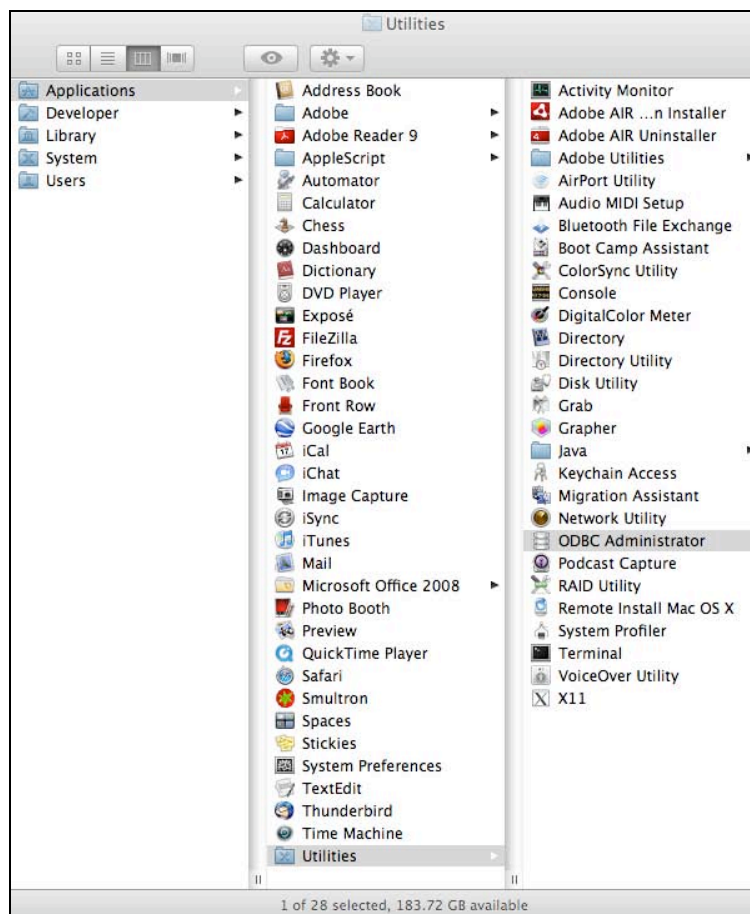 Utilities
Applications
Developer
Library
System
Users
Address Book
Adobe
Adobe Reader 9
AppleScript
Automator
Calculator
Chess
Dashboard
Dictionary
DVD Player
Exposé
FileZilla
Firefox
Font Book
Front Row
Google Earth
iCal
iChat
Image Capture
iSync
iTunes
Mail
Microsoft Office 2008
Photo Booth
Preview
QuickTime Player
Safari
Smultron
Spaces
Stickies
System Preferences
TextEdit
Thunderbird
Time Machine
Utilities
Activity Monitor
Adobe AIR ...n Installer
Adobe AIR Uninstaller
Adobe Utilities
AirPort Utility
Audio MIDI Setup
Bluetooth File Exchange
Boot Camp Assistant
ColorSync Utility
Console
DigitalColor Meter
Directory
Directory Utility
Disk Utility
Grab
Grapher
Java
Keychain Access
Migration Assistant
Network Utility
ODBC Administrator
Podcast Capture
RAID Utility
Remote Install Mac OS X
System Profiler
Terminal
VoiceOver Utility
X11
1 of 28 selected, 183.72 GB available